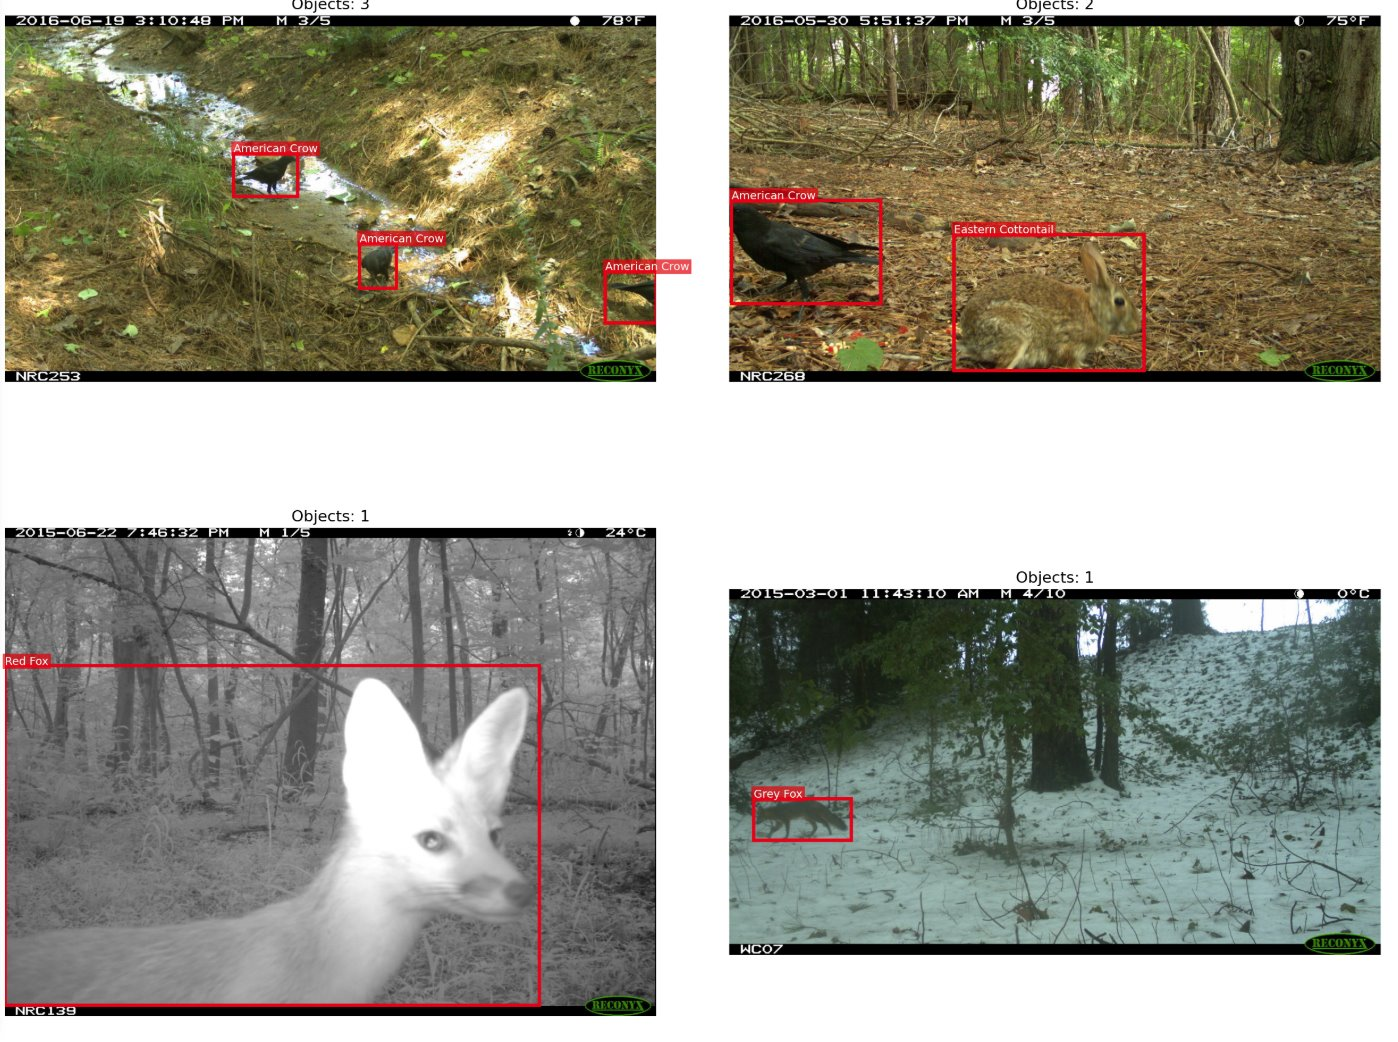 Objects: 3
2016-06-19 3:10:48 PM M 3/5 78°F
American Crow
American Crow
American Crow
NRC253 RECONYX
Objects: 2
2016-05-30 5:51:37 PM M 3/5 75°F
American Crow
Eastern Cottontail
NRC268 RECONYX
Objects: 1
2015-06-22 7:46:32 PM M 1/5 24°C
Red Fox
NRC139 RECONYX
Objects: 1
2015-03-01 11:43:10 AM M 4/10 0°C
Grey Fox
WC07 RECONYX